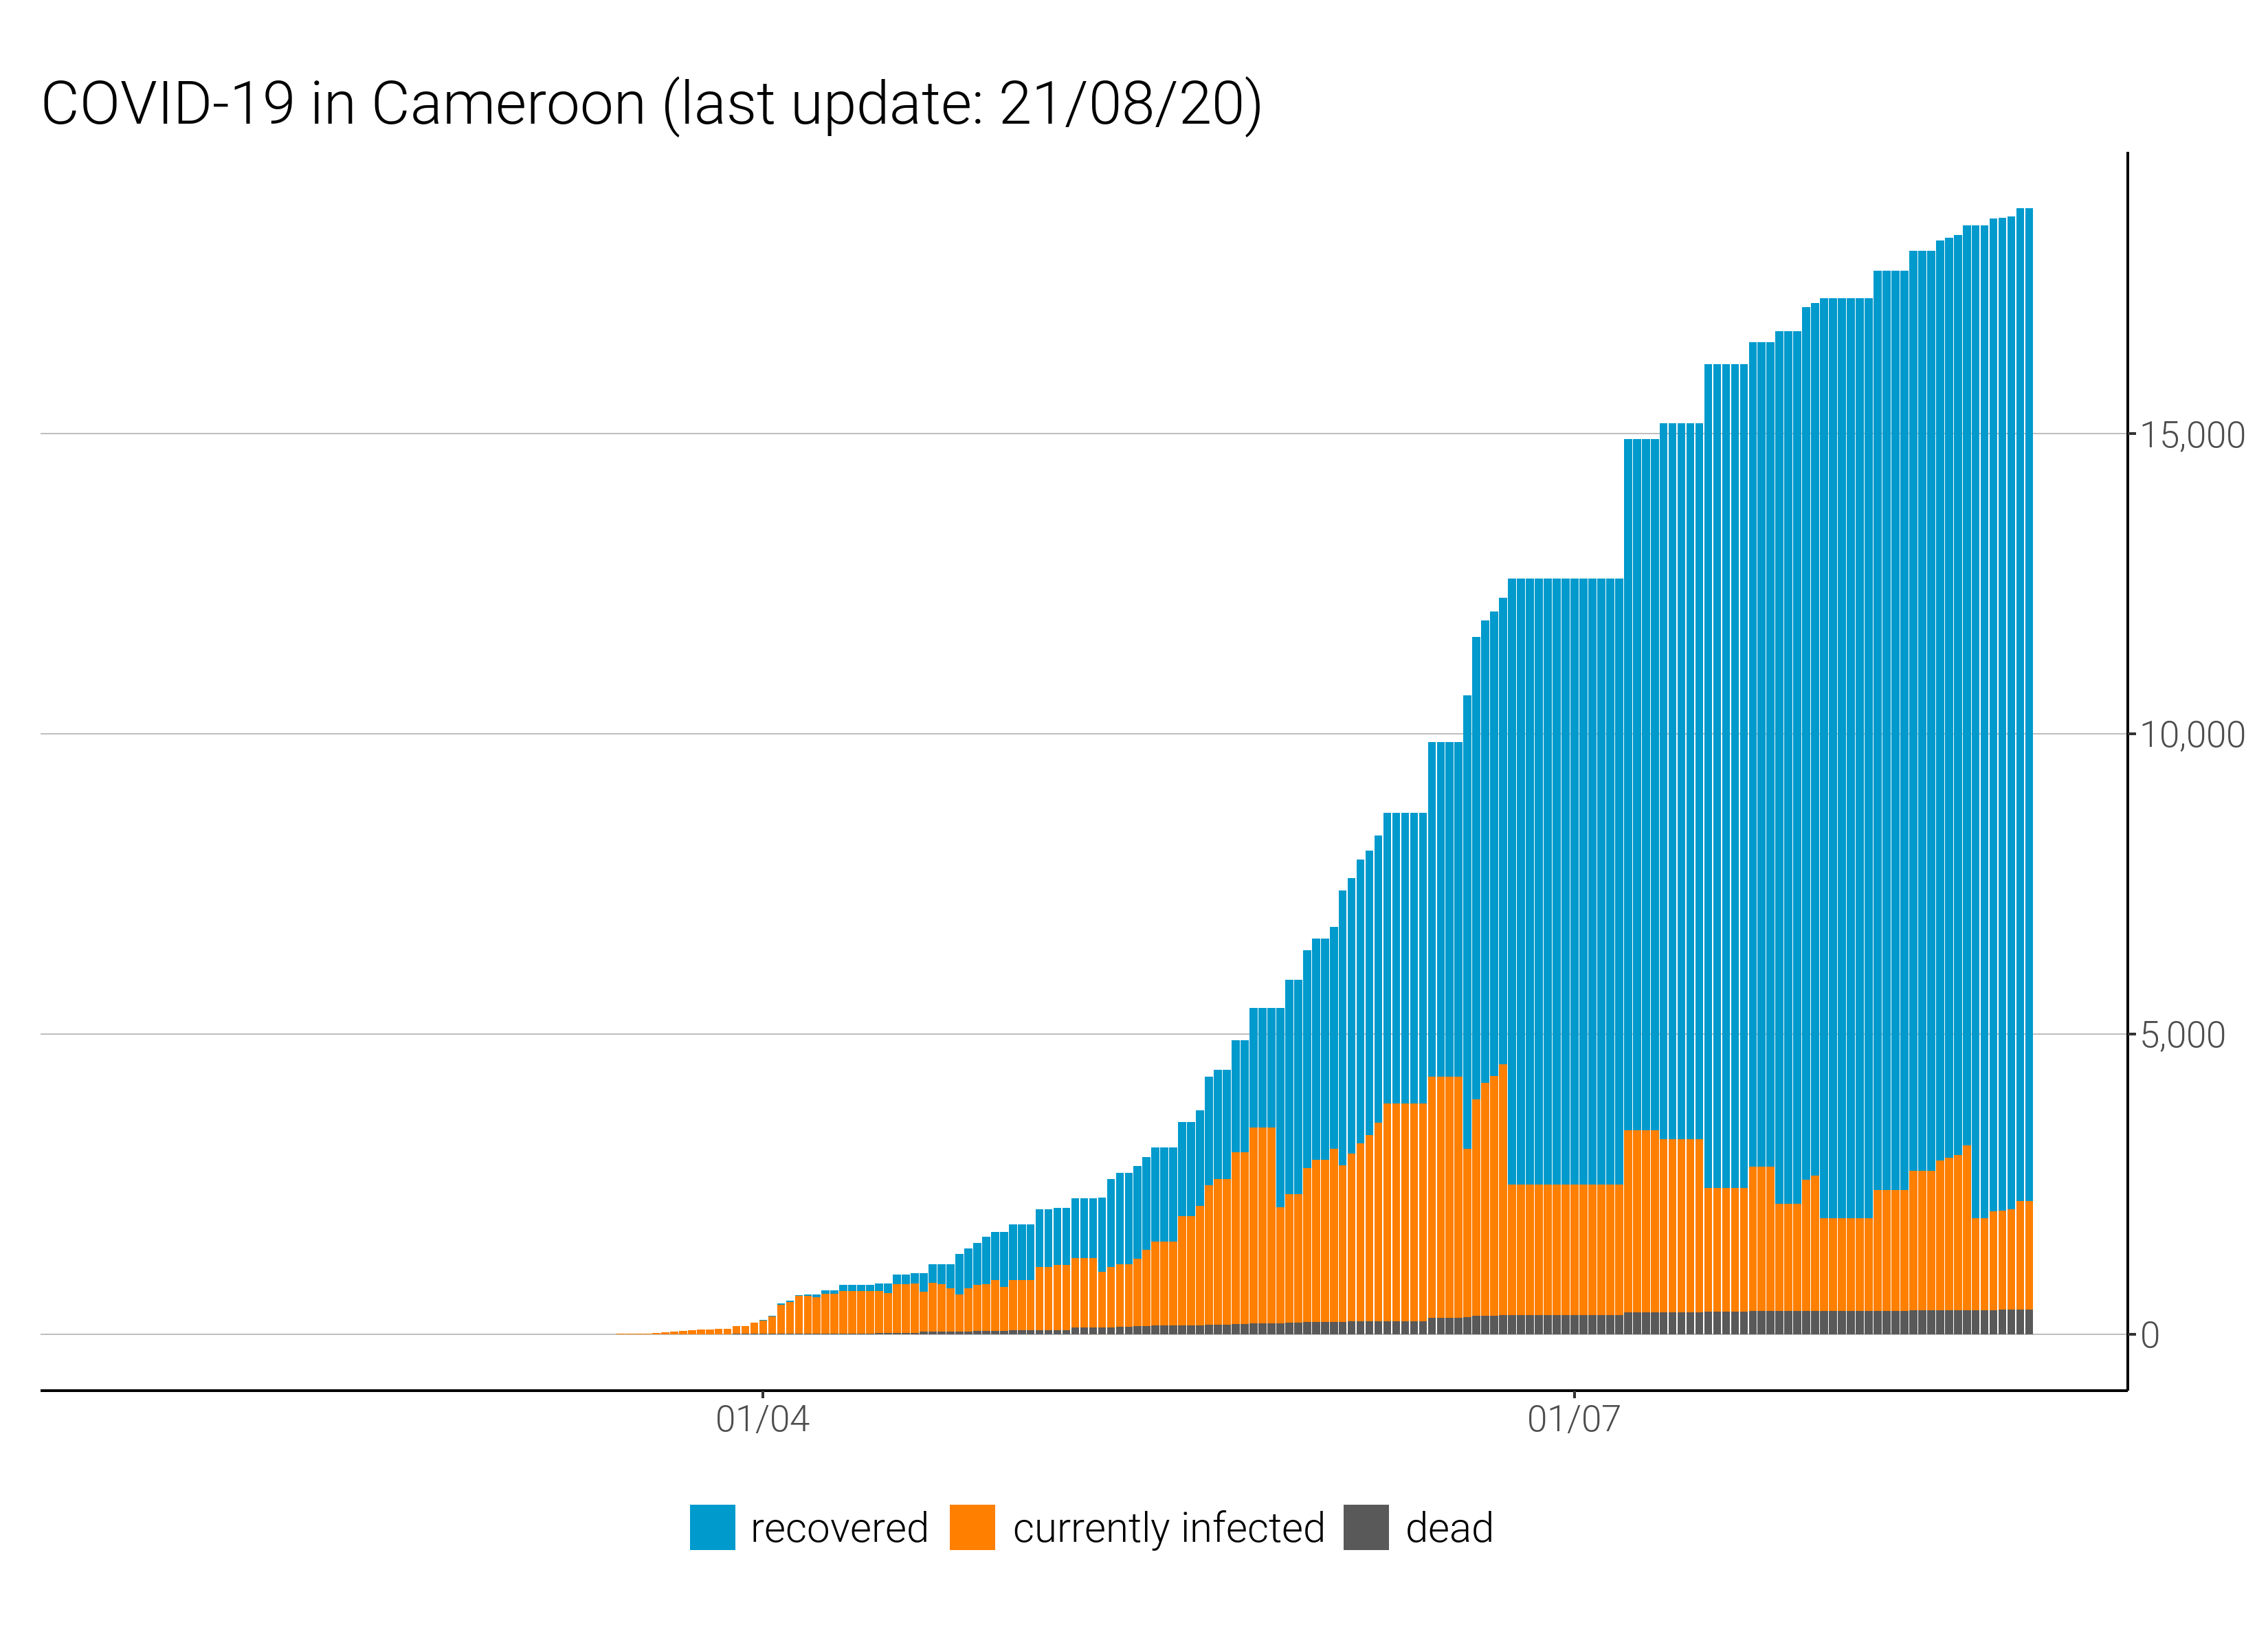 COVID-19 in Cameroon (last update: 21/08/20)
15,000
10,000
5,000
0
01/04 01/07
recovered currently infected dead